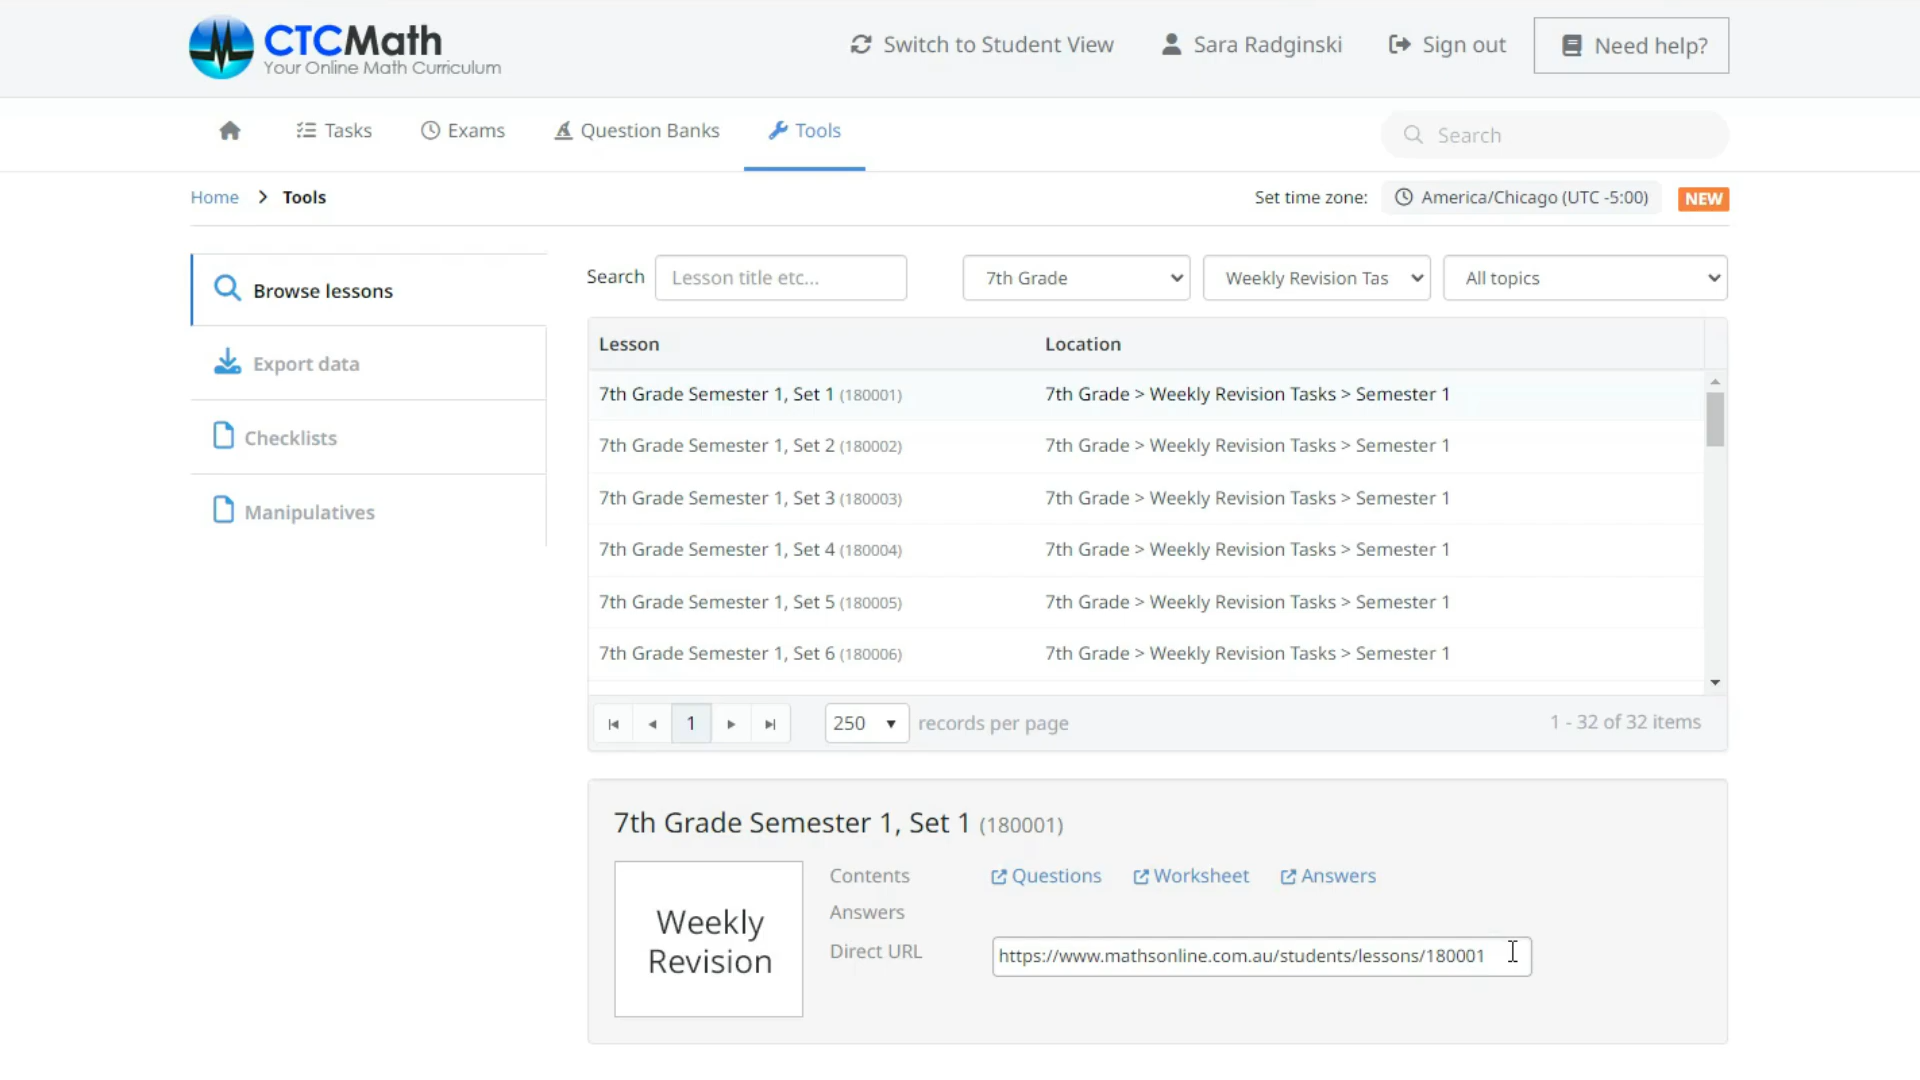 CTCMath
Your Online Math Curriculum
Switch to Student View
Sara Radginski
Sign out
Need help?
Tasks
Exams
Question Banks
Tools
Search
Home > Tools
Set time zone:
America/Chicago (UTC -5:00)
NEW
Browse lessons
Export data
Checklists
Manipulatives
Search
Lesson title etc...
7th Grade
Weekly Revision Tas
All topics
Lesson
Location
7th Grade Semester 1, Set 1 (180001)
7th Grade > Weekly Revision Tasks > Semester 1
7th Grade Semester 1, Set 2 (180002)
7th Grade > Weekly Revision Tasks > Semester 1
7th Grade Semester 1, Set 3 (180003)
7th Grade > Weekly Revision Tasks > Semester 1
7th Grade Semester 1, Set 4 (180004)
7th Grade > Weekly Revision Tasks > Semester 1
7th Grade Semester 1, Set 5 (180005)
7th Grade > Weekly Revision Tasks > Semester 1
7th Grade Semester 1, Set 6 (180006)
7th Grade > Weekly Revision Tasks > Semester 1
1
250
records per page
1 - 32 of 32 items
7th Grade Semester 1, Set 1 (180001)
Weekly
Revision
Contents
Questions
Worksheet
Answers
Answers
Direct URL
https://www.mathsonline.com.au/students/lessons/180001